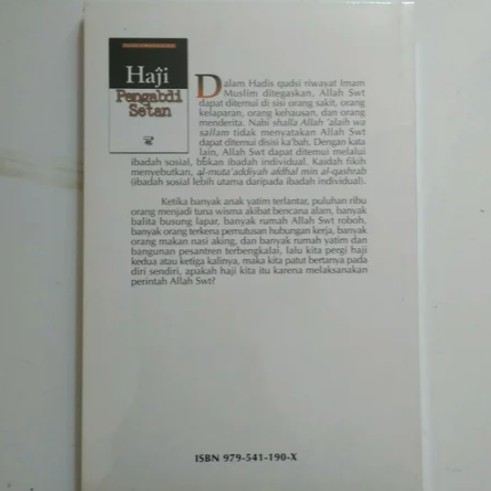 Haji
Pengabdi
Setan
Dalam Hadis qudsi riwayat Imam
Muslim ditegaskan, Allah Swt
dapat ditemui di sisi orang sakit, orang
kelaparan, orang kehausan, dan orang
menderita. Nabi shalla Allah 'alaih wa
sallam tidak menyatakan Allah Swt
dapat ditemui disisi ka'bah. Dengan kata
lain, Allah Swt dapat ditemui melalui
ibadah sosial, bukan ibadah individual. Kaidah fikih
menyebutkan, al-muta'addiyah afdhal min al-qashrah
(ibadah sosial lebih utama daripada ibadah individual).
Ketika banyak anak yatim terlantar, puluhan ribu
orang menjadi tuna wisma akibat bencana alam, banyak
balita busung lapar, banyak rumah Allah Swt roboh,
banyak orang terkena pemutusan hubungan kerja, banyak
orang makan nasi aking, dan banyak rumah yatim dan
bangunan pesantren terbengkalai, lalu kita pergi haji
kedua atau ketiga kalinya, maka kita patut bertanya pada
diri sendiri, apakah haji kita itu karena melaksanakan
perintah Allah Swt?
ISBN 979-541-190-X